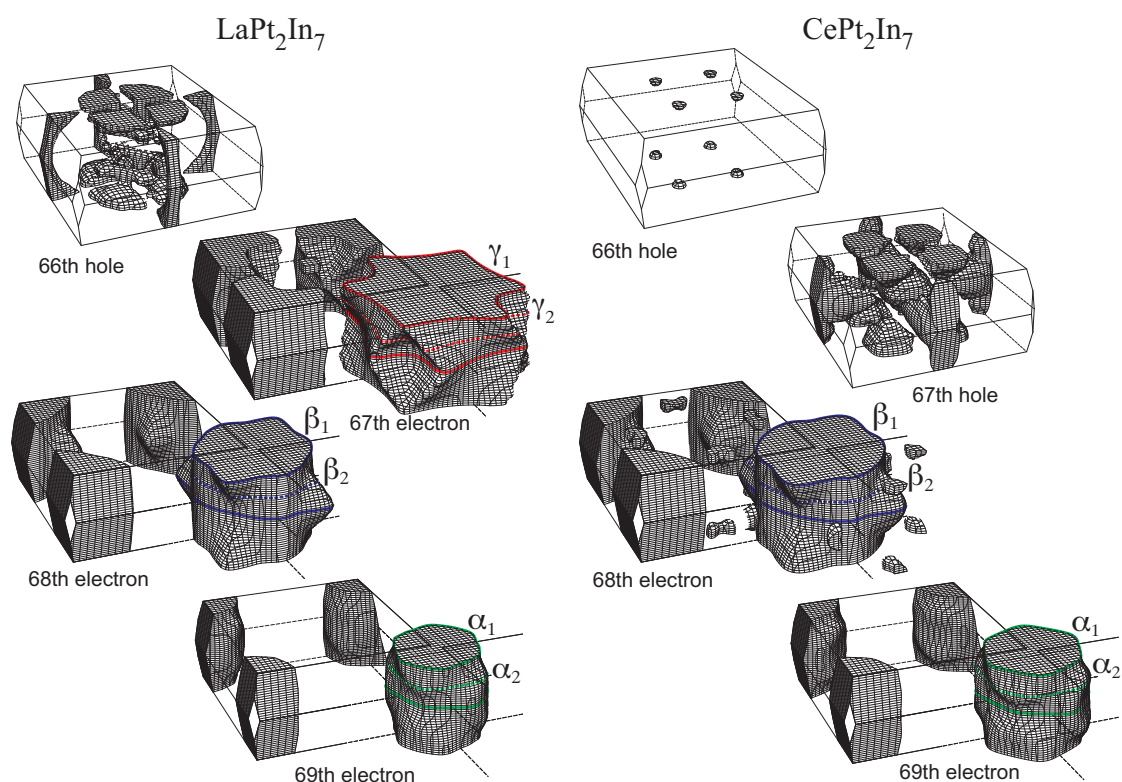 LaPt₂In₇
66th hole
γ₁
γ₂
67th electron
β₁
β₂
68th electron
α₁
α₂
69th electron
CePt₂In₇
66th hole
67th hole
β₁
β₂
68th electron
α₁
α₂
69th electron